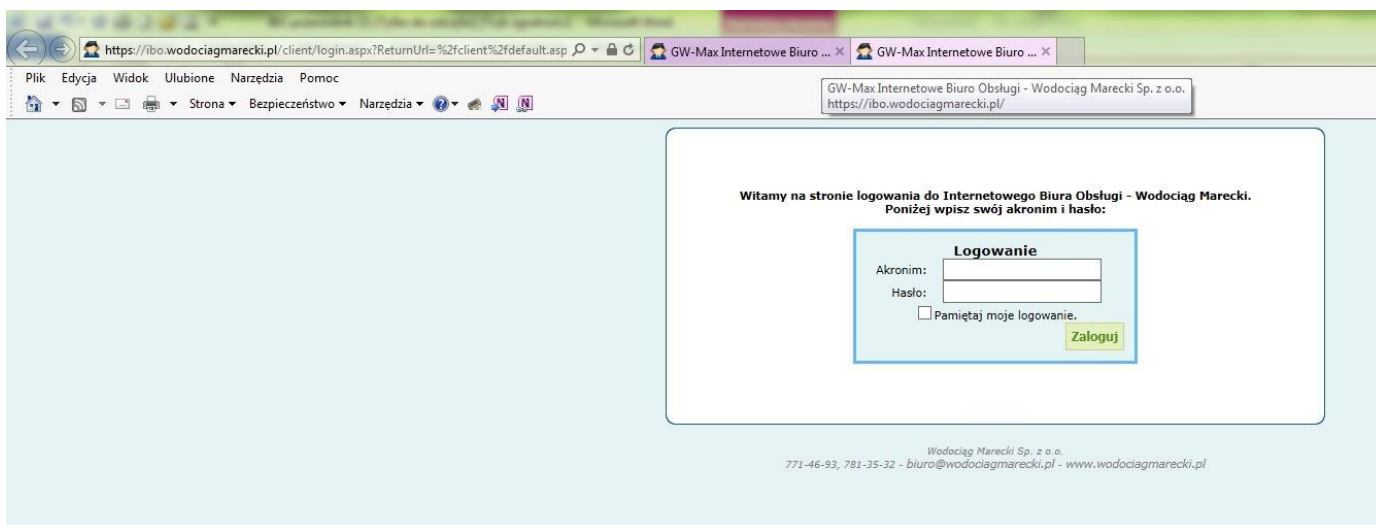 https://ibo.wodociagmarecki.pl/client/login.aspx?ReturnUrl=%2fclient%2fdefault.asp
GW-Max Internetowe Biuro ...
GW-Max Internetowe Biuro ...
Plik Edycja Widok Ulubione Narzędzia Pomoc
Strona Bezpieczeństwo Narzędzia
GW-Max Internetowe Biuro Obsługi - Wodociąg Marecki Sp. z o.o.
https://ibo.wodociagmarecki.pl/
Witamy na stronie logowania do Internetowego Biura Obsługi - Wodociąg Marecki.
Poniżej wpisz swój akronim i hasło:
Logowanie
Akronim:
Hasło:
Pamiętaj moje logowanie.
Zaloguj
Wodociąg Marecki Sp. z o.o.
771-46-93, 781-35-32 - biuro@wodociagmarecki.pl - www.wodociagmarecki.pl